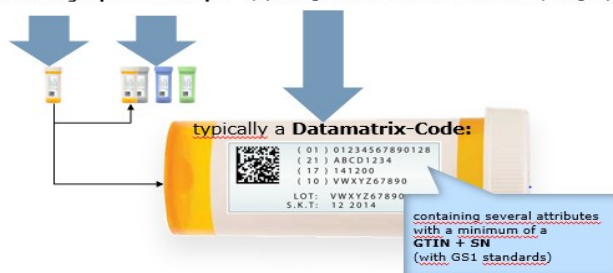 typically a Datamatrix-Code:
( 01 ) 01234567890128
( 21 ) ABCD1234
( 17 ) 141200
( 10 ) VWXYZ67890
LOT: VWXYZ67890
S.K.T: 12 2014
containing several attributes
with a minimum of a
GTIN + SN
(with GS1 standards)